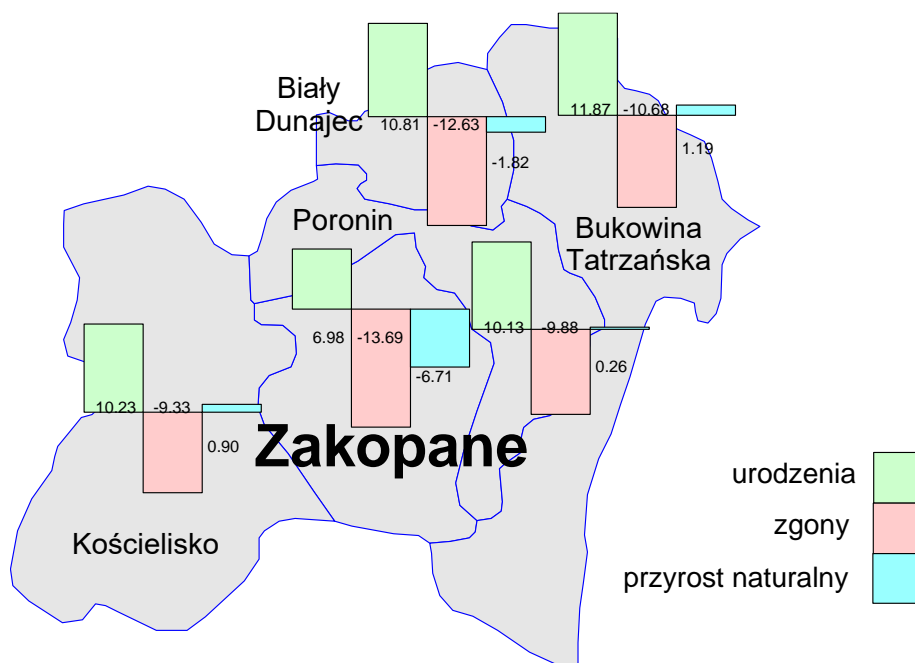 Biały
Dunajec
10.81 -12.63
-1.82
11.87 -10.68
1.19
Poronin
Bukowina
Tatrzańska
6.98 -13.69
-6.71
10.13 -9.88
0.26
10.23 -9.33
0.90
Zakopane
Kościelisko
urodzenia
zgony
przyrost naturalny